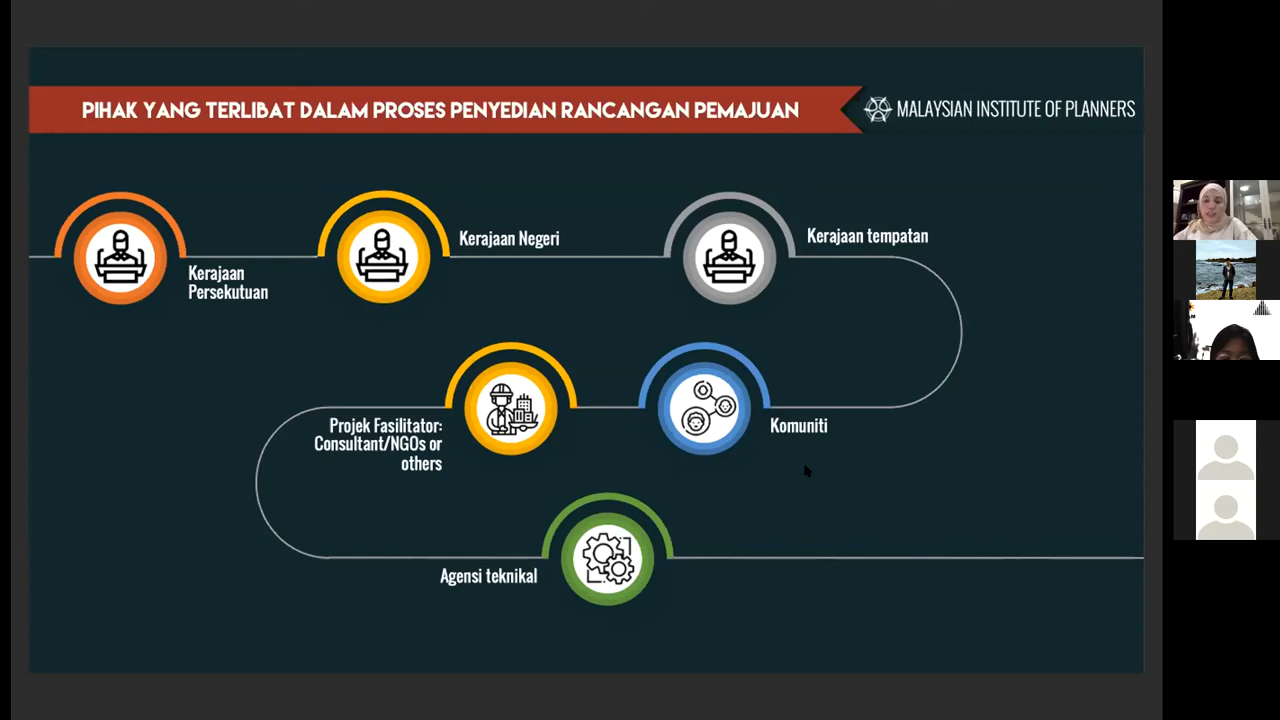 PIHAK YANG TERLIBAT DALAM PROSES PENYEDIAN RANCANGAN PEMAJUAN
MALAYSIAN INSTITUTE OF PLANNERS
Kerajaan
Persekutuan
Kerajaan Negeri
Kerajaan tempatan
Projek Fasilitator:
Consultant/NGOs or
others
Komuniti
Agensi teknikal